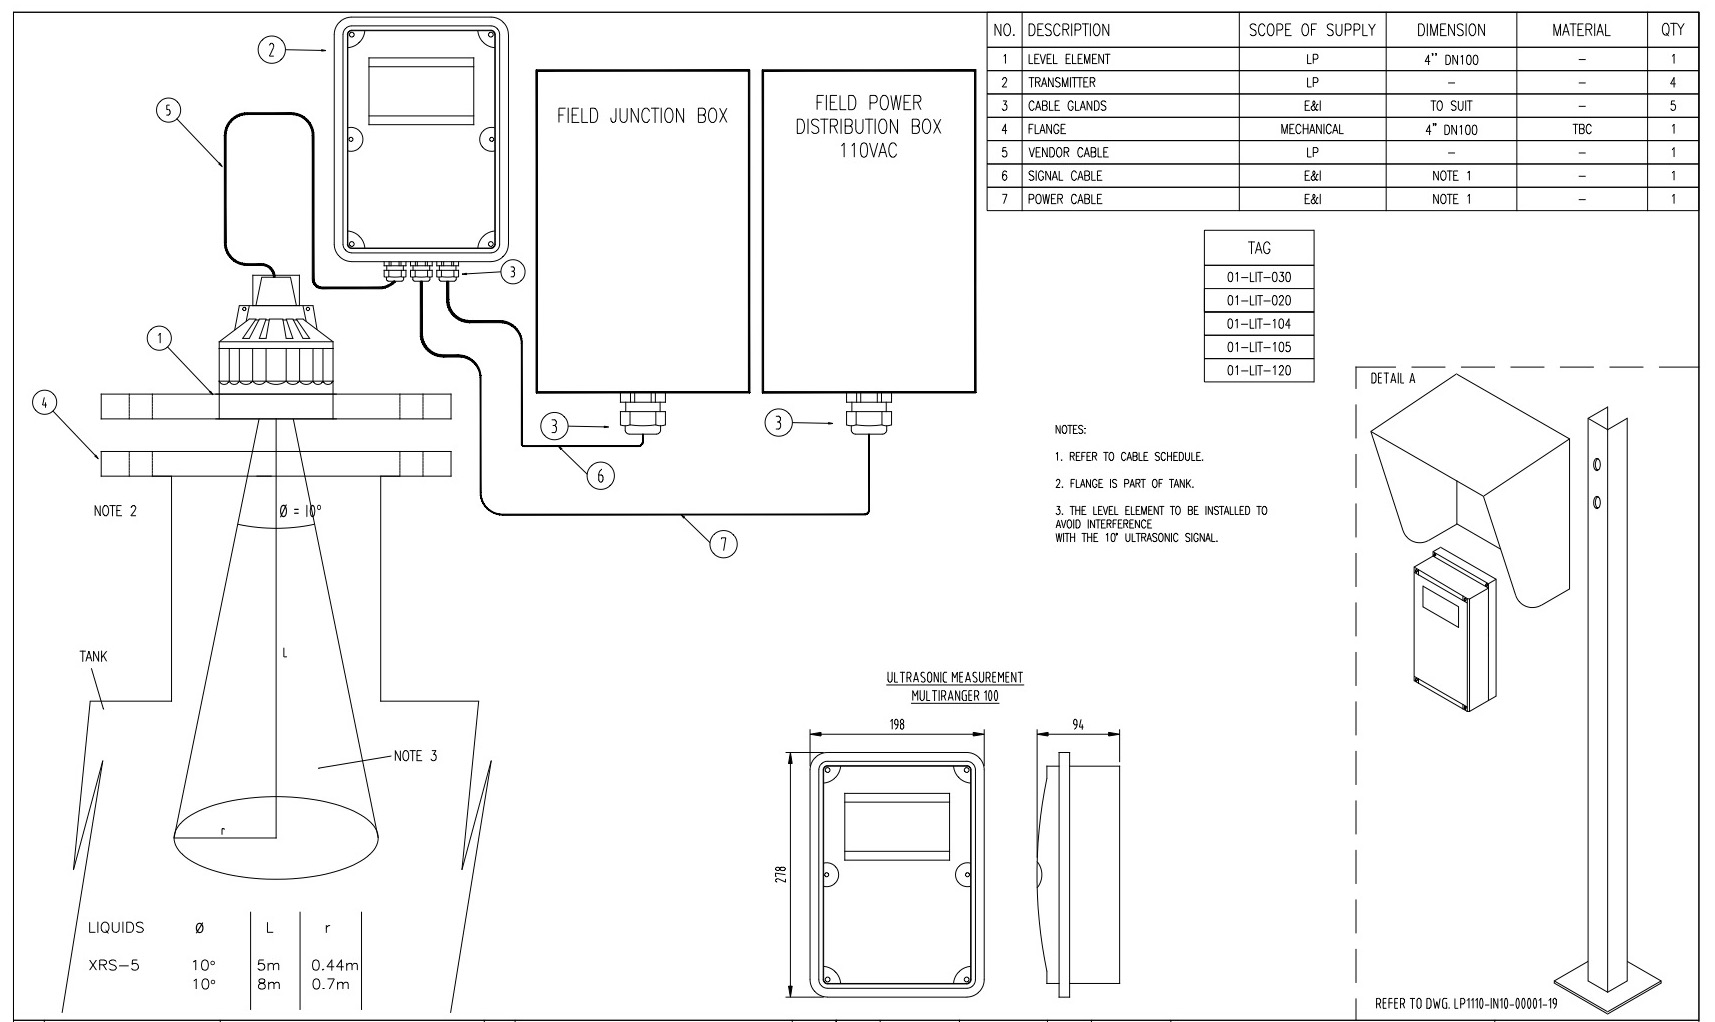 NO. DESCRIPTION SCOPE OF SUPPLY DIMENSION MATERIAL QTY
1 LEVEL ELEMENT LP 4" DN100 - 1
2 TRANSMITTER LP - - 4
3 CABLE GLANDS E&I TO SUIT - 5
4 FLANGE MECHANICAL 4" DN100 TBC 1
5 VENDOR CABLE LP - - 1
6 SIGNAL CABLE E&I NOTE 1 - 1
7 POWER CABLE E&I NOTE 1 - 1
2
5
FIELD JUNCTION BOX
FIELD POWER
DISTRIBUTION BOX
110VAC
3
1
4
3
3
6
7
TAG
01-LIT-030
01-LIT-020
01-LIT-104
01-LIT-105
01-LIT-120
NOTES:
1. REFER TO CABLE SCHEDULE.
2. FLANGE IS PART OF TANK.
3. THE LEVEL ELEMENT TO BE INSTALLED TO
AVOID INTERFERENCE
WITH THE 10° ULTRASONIC SIGNAL.
DETAIL A
REFER TO DWG. LP1110-IN10-00001-19
NOTE 2
Ø = 10°
L
TANK
NOTE 3
r
ULTRASONIC MEASUREMENT
MULTIRANGER 100
198
94
278
LIQUIDS Ø L r
XRS-5 10° 5m 0.44m
10° 8m 0.7m